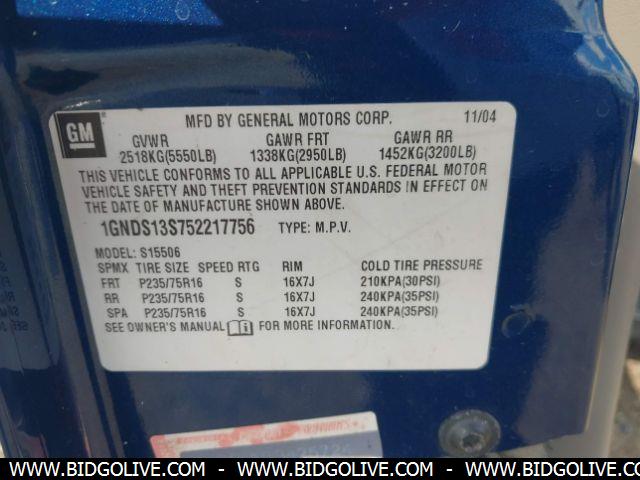 GM
MFD BY GENERAL MOTORS CORP. 11/04
GVWR GAWR FRT GAWR RR
2518KG(5550LB) 1338KG(2950LB) 1452KG(3200LB)
THIS VEHICLE CONFORMS TO ALL APPLICABLE U.S. FEDERAL MOTOR
VEHICLE SAFETY AND THEFT PREVENTION STANDARDS IN EFFECT ON
THE DATE OF MANUFACTURE SHOWN ABOVE.
1GNDS13S752217756 TYPE: M.P.V.
MODEL: S15506
SPMX TIRE SIZE SPEED RTG RIM COLD TIRE PRESSURE
FRT P235/75R16 S 16X7J 210KPA(30PSI)
RR P235/75R16 S 16X7J 240KPA(35PSI)
SPA P235/75R16 S 16X7J 240KPA(35PSI)
SEE OWNER'S MANUAL FOR MORE INFORMATION.
WWW.BIDGOLIVE.COM - WWW.BIDGOLIVE.COM - WWW.BIDGOLIVE.COM